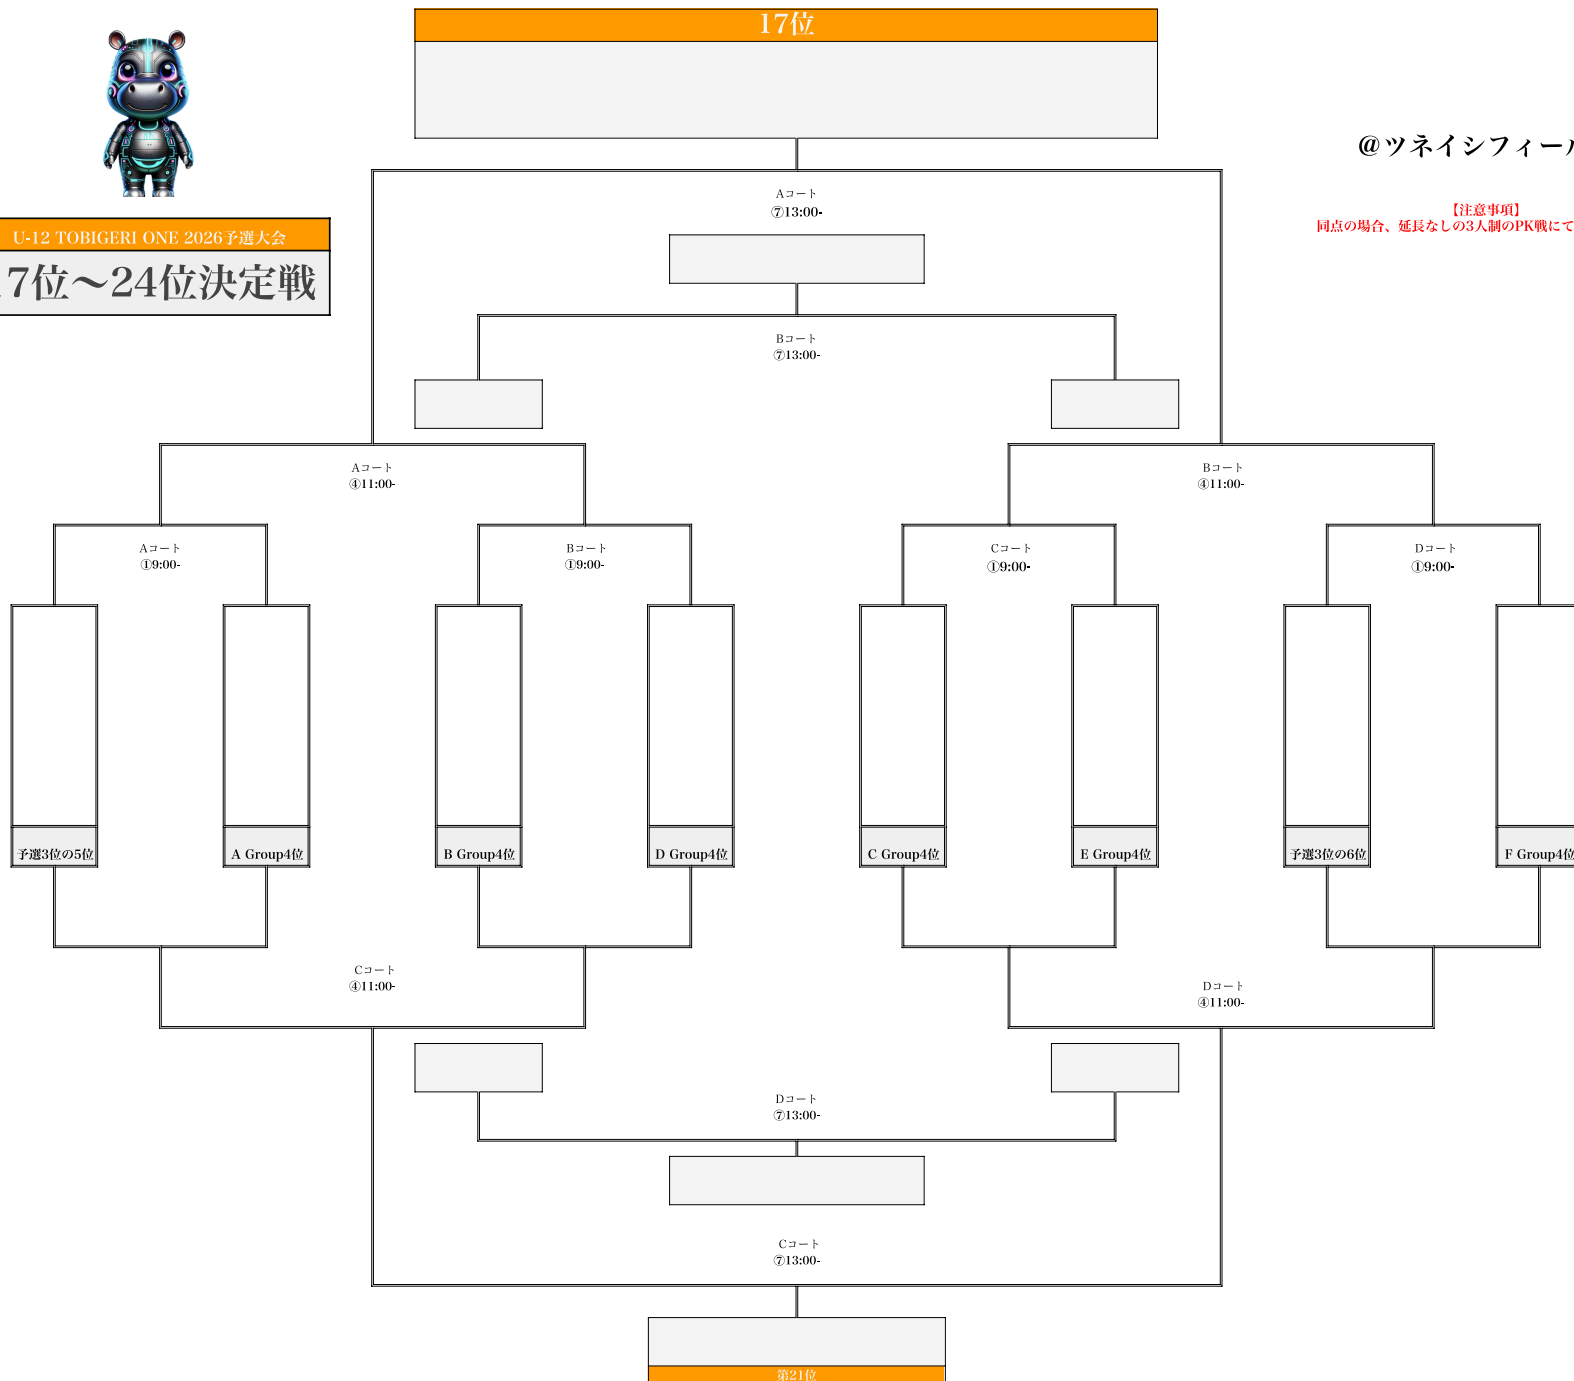 17位
@ツネイシフィール
【注意事項】
同点の場合、延長なしの3人制のPK戦にて
U-12 TOBIGERI ONE 2026予選大会
7位〜24位決定戦
Aコート
⑦13:00-
Bコート
⑦13:00-
Aコート
④11:00-
Bコート
④11:00-
Aコート
①9:00-
Bコート
①9:00-
Cコート
①9:00-
Dコート
①9:00-
予選3位の5位
A Group4位
B Group4位
D Group4位
C Group4位
E Group4位
予選3位の6位
F Group4位
Cコート
④11:00-
Dコート
④11:00-
Dコート
⑦13:00-
Cコート
⑦13:00-
第21位